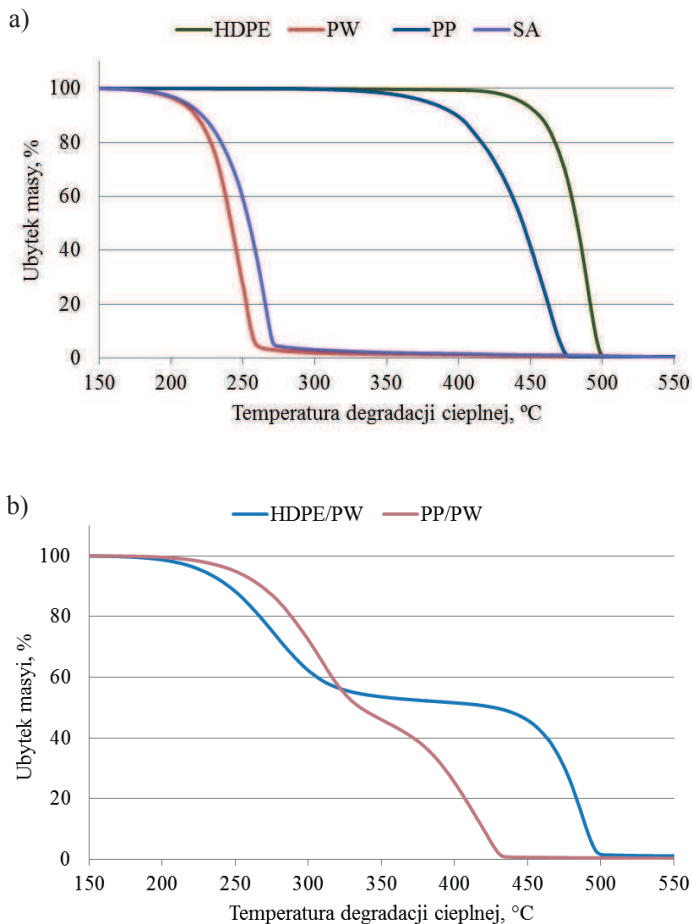 a)
HDPE PW PP SA
100
80
60
40
20
0
Ubytek masy, %
150 200 250 300 350 400 450 500 550
Temperatura degradacji cieplnej, ºC
b)
HDPE/PW PP/PW
100
80
60
40
20
0
Ubytek masyi, %
150 200 250 300 350 400 450 500 550
Temperatura degradacji cieplnej, °C